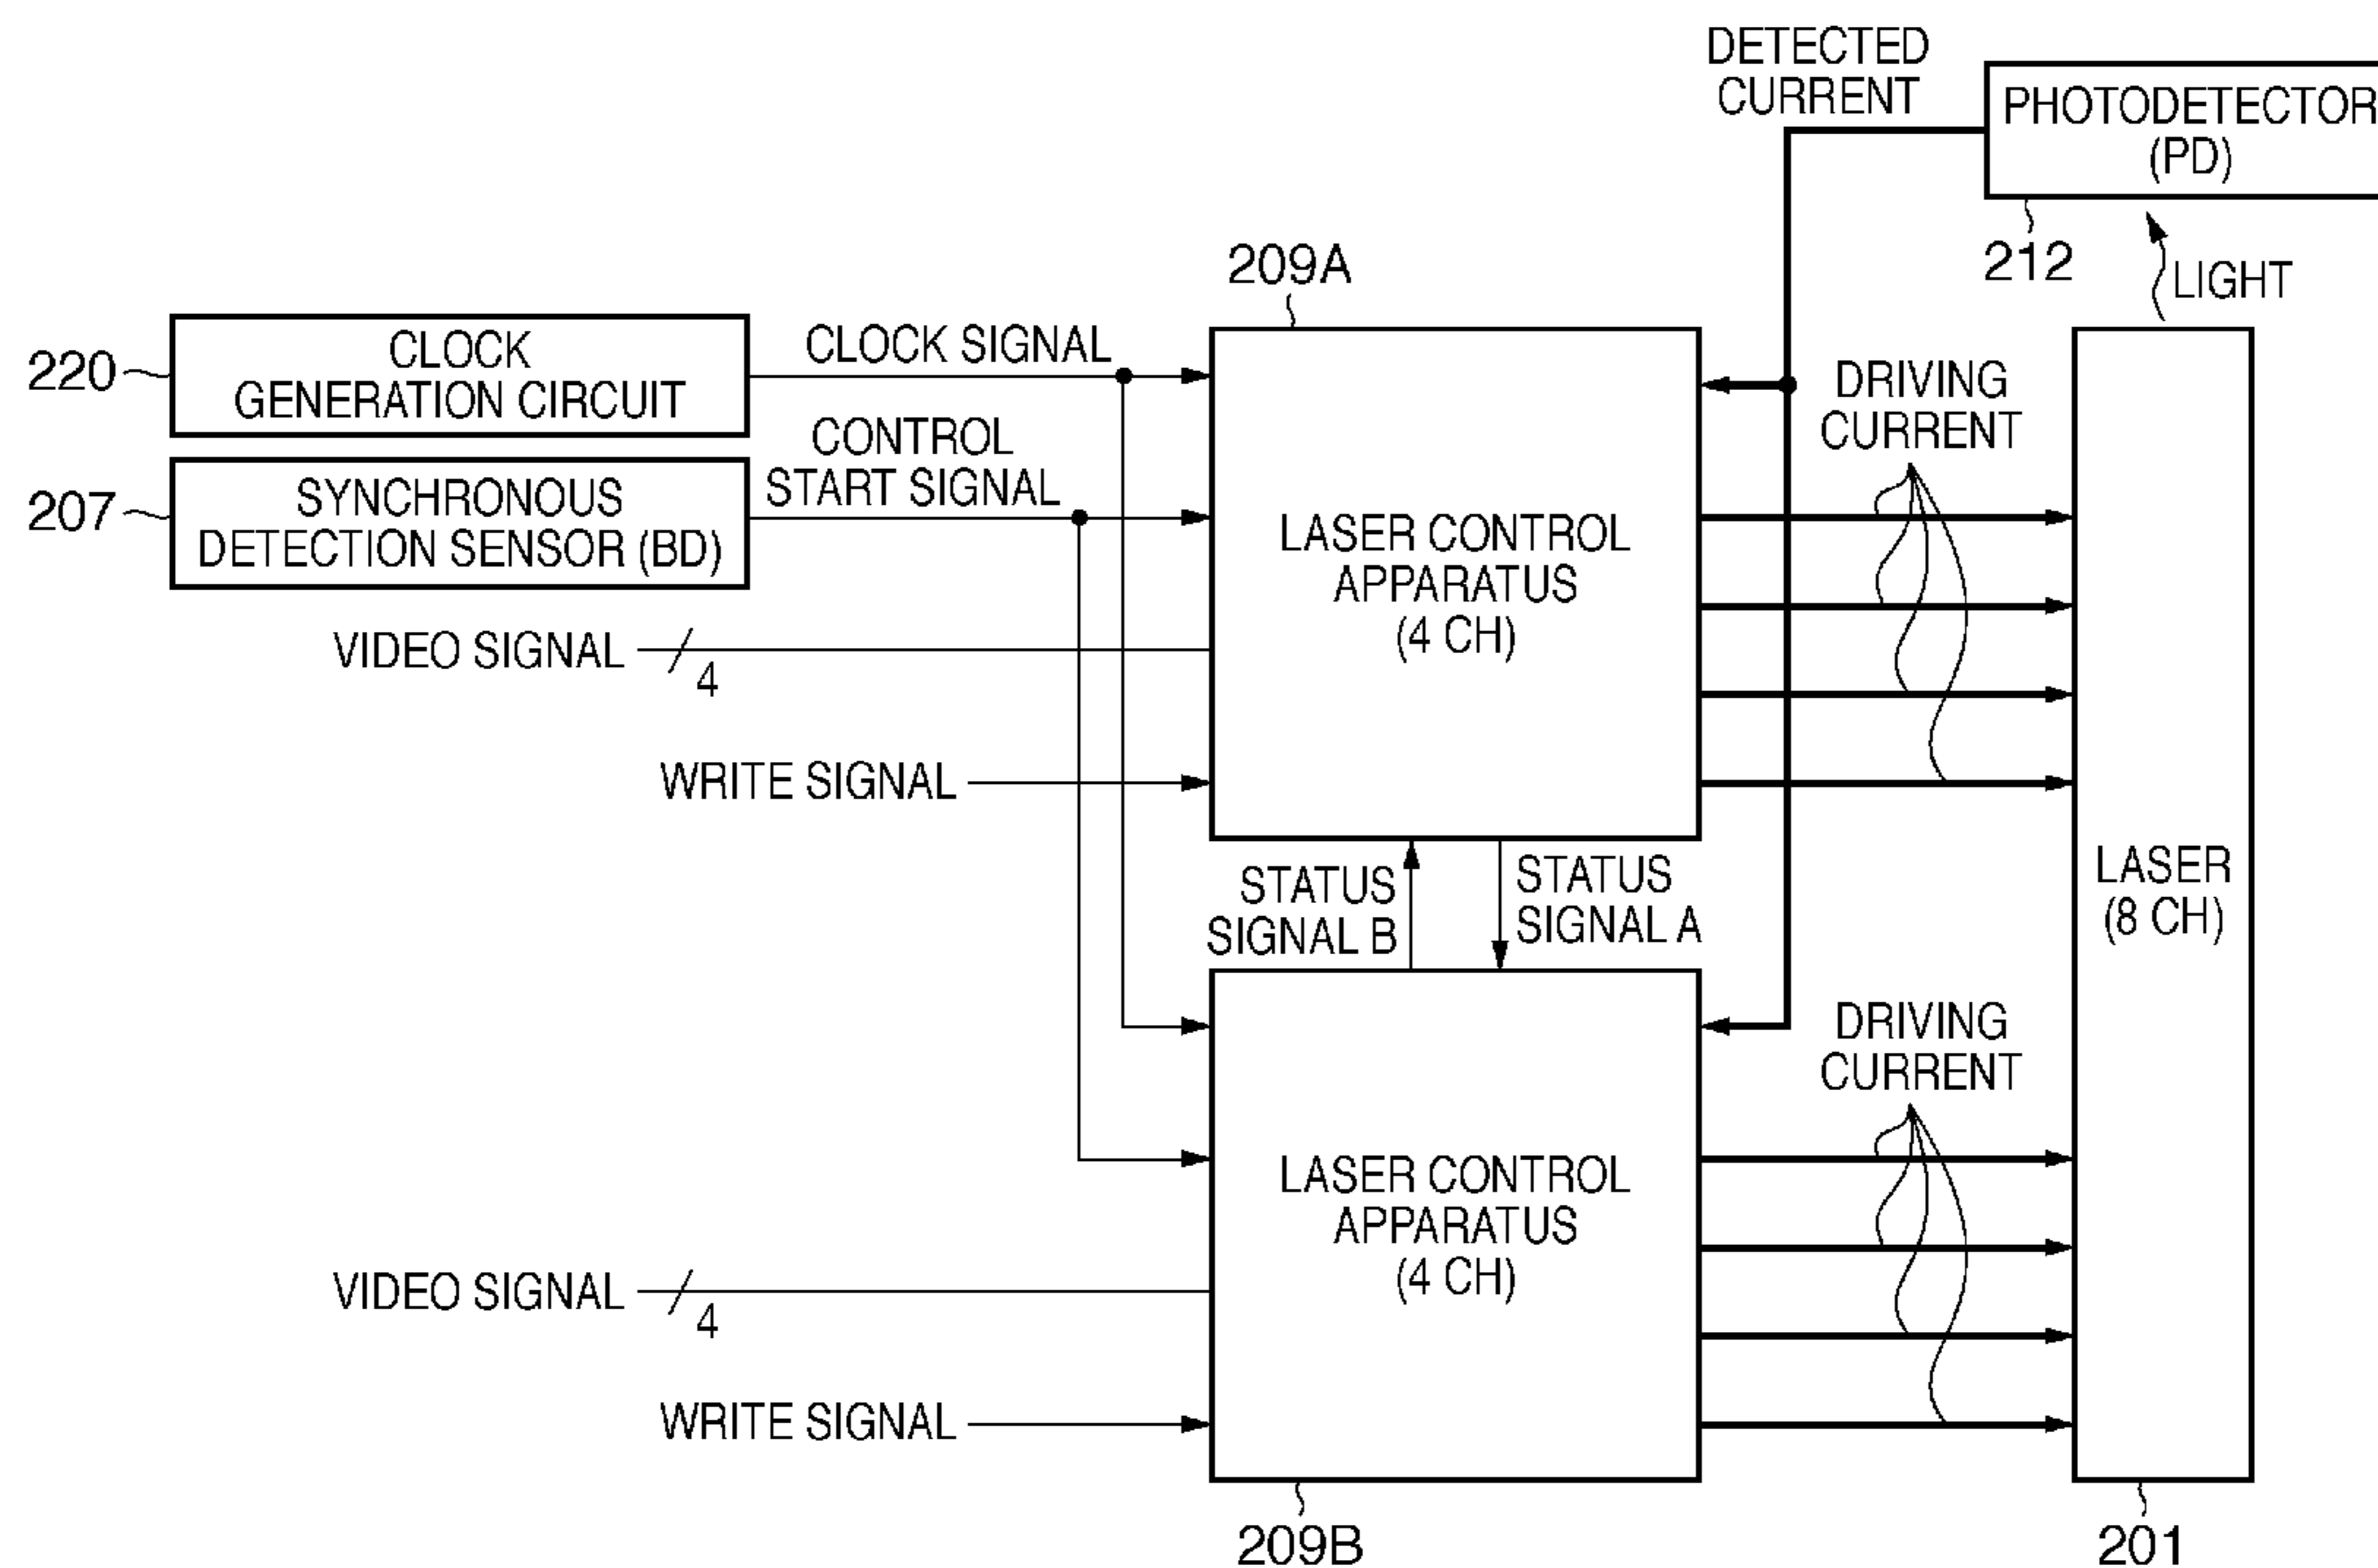 DETECTED
CURRENT
PHOTODETECTOR
(PD)
212
LIGHT
209A
220
CLOCK
GENERATION CIRCUIT
CLOCK SIGNAL
207
SYNCHRONOUS
DETECTION SENSOR (BD)
CONTROL
START SIGNAL
VIDEO SIGNAL
4
WRITE SIGNAL
LASER CONTROL
APPARATUS
(4 CH)
DRIVING
CURRENT
STATUS
SIGNAL B
STATUS
SIGNAL A
LASER
(8 CH)
DRIVING
CURRENT
LASER CONTROL
APPARATUS
(4 CH)
VIDEO SIGNAL
4
WRITE SIGNAL
209B
201